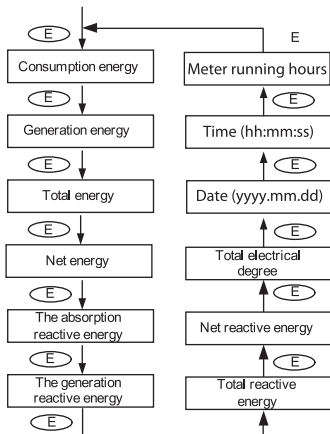 E
Consumption energy
E
Generation energy
E
Total energy
E
Net energy
E
The absorption
reactive energy
E
The generation
reactive energy
E
E
Meter running hours
E
Time (hh:mm:ss)
E
Date (yyyy.mm.dd)
E
Total electrical
degree
E
Net reactive energy
E
Total reactive
energy